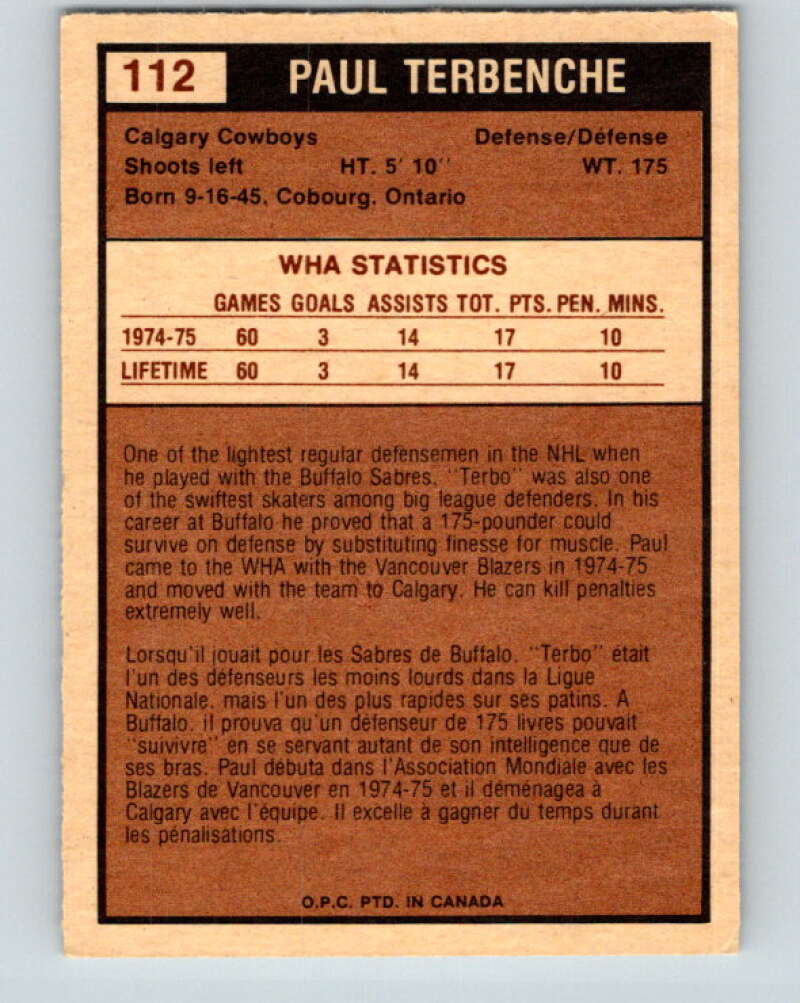 112 PAUL TERBENCHE
Calgary Cowboys Defense/Défense
Shoots left HT. 5' 10'' WT. 175
Born 9-16-45, Cobourg, Ontario
WHA STATISTICS
GAMES GOALS ASSISTS TOT. PTS. PEN. MINS.
1974-75 60 3 14 17 10
LIFETIME 60 3 14 17 10
One of the lightest regular defensemen in the NHL when
he played with the Buffalo Sabres, "Terbo" was also one
of the swiftest skaters among big league defenders. In his
career at Buffalo he proved that a 175-pounder could
survive on defense by substituting finesse for muscle. Paul
came to the WHA with the Vancouver Blazers in 1974-75
and moved with the team to Calgary. He can kill penalties
extremely well.
Lorsqu'il jouait pour les Sabres de Buffalo, "Terbo" était
l'un des défenseurs les moins lourds dans la Ligue
Nationale, mais l'un des plus rapides sur ses patins. A
Buffalo, il prouva qu'un défenseur de 175 livres pouvait
"suivivre" en se servant autant de son intelligence que de
ses bras. Paul débuta dans l'Association Mondiale avec les
Blazers de Vancouver en 1974-75 et il déménagea à
Calgary avec l'équipe. Il excelle à gagner du temps durant
les pénalisations.
O.P.C. PTD. IN CANADA